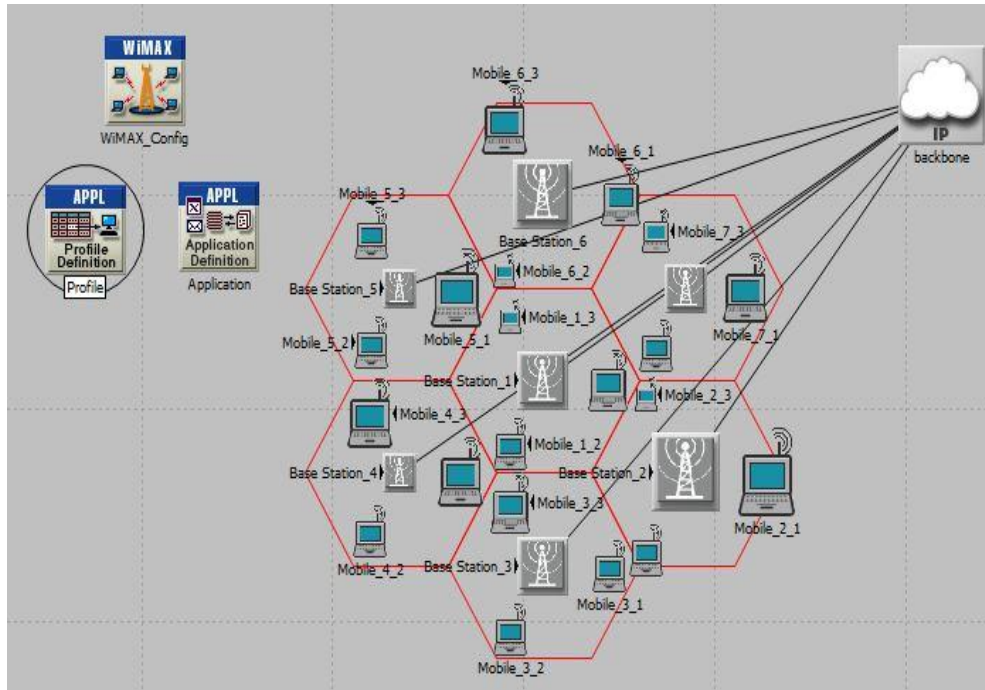 WiMAX
WiMAX_Config
APPL
Profile
Definition
Profile
APPL
Application
Definition
Application
IP
backbone
Mobile_6_3
Mobile_6_1
Mobile_5_3
Base Station_6
Mobile_7_3
Mobile_6_2
Base Station_5
Mobile_1_3
Mobile_7_1
Mobile_5_2
Mobile_5_1
Base Station_1
Mobile_2_3
Mobile_4_3
Mobile_1_2
Base Station_4
Base Station_2
Mobile_3_3
Mobile_2_1
Mobile_4_2
Base Station_3
Mobile_3_1
Mobile_3_2